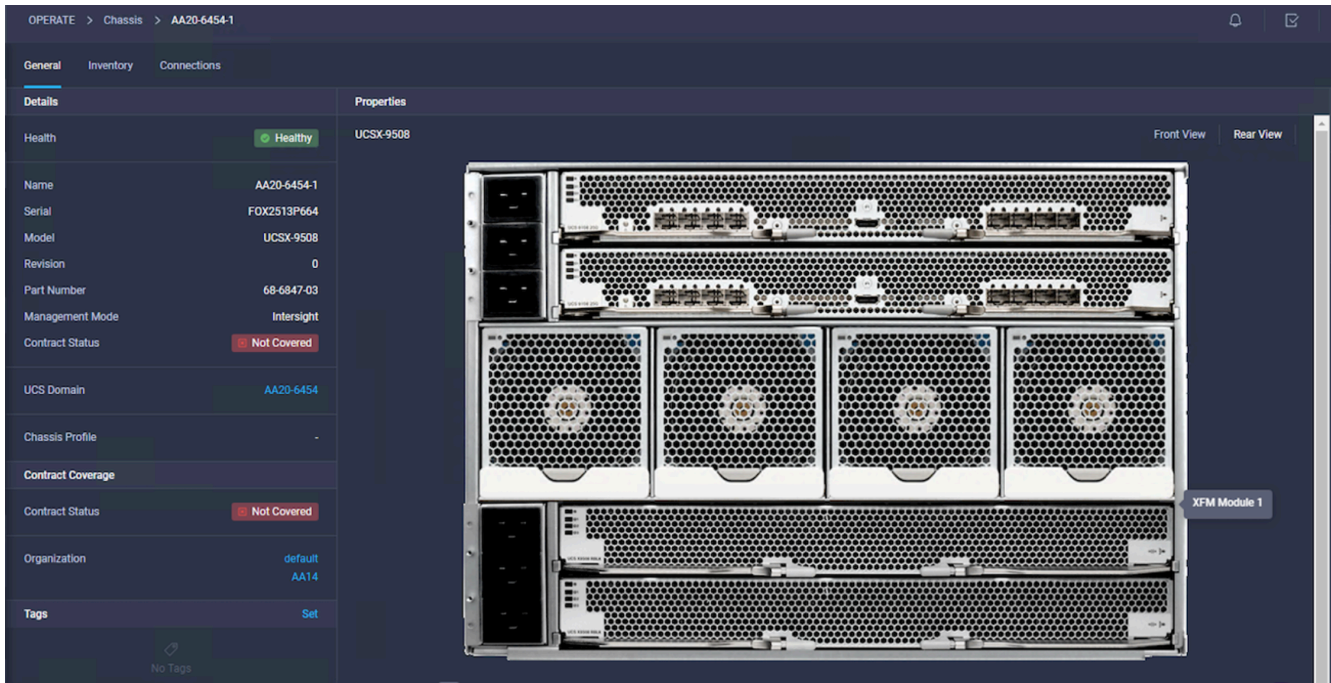 OPERATE > Chassis > AA20-6454-1
General Inventory Connections
Details
Health Healthy
Name AA20-6454-1
Serial FOX2513P664
Model UCSX-9508
Revision 0
Part Number 68-6847-03
Management Mode Intersight
Contract Status Not Covered
UCS Domain AA20-6454
Chassis Profile -
Contract Coverage
Contract Status Not Covered
Organization default
AA14
Tags Set
No Tags
Properties
UCSX-9508 Front View Rear View
XFM Module 1